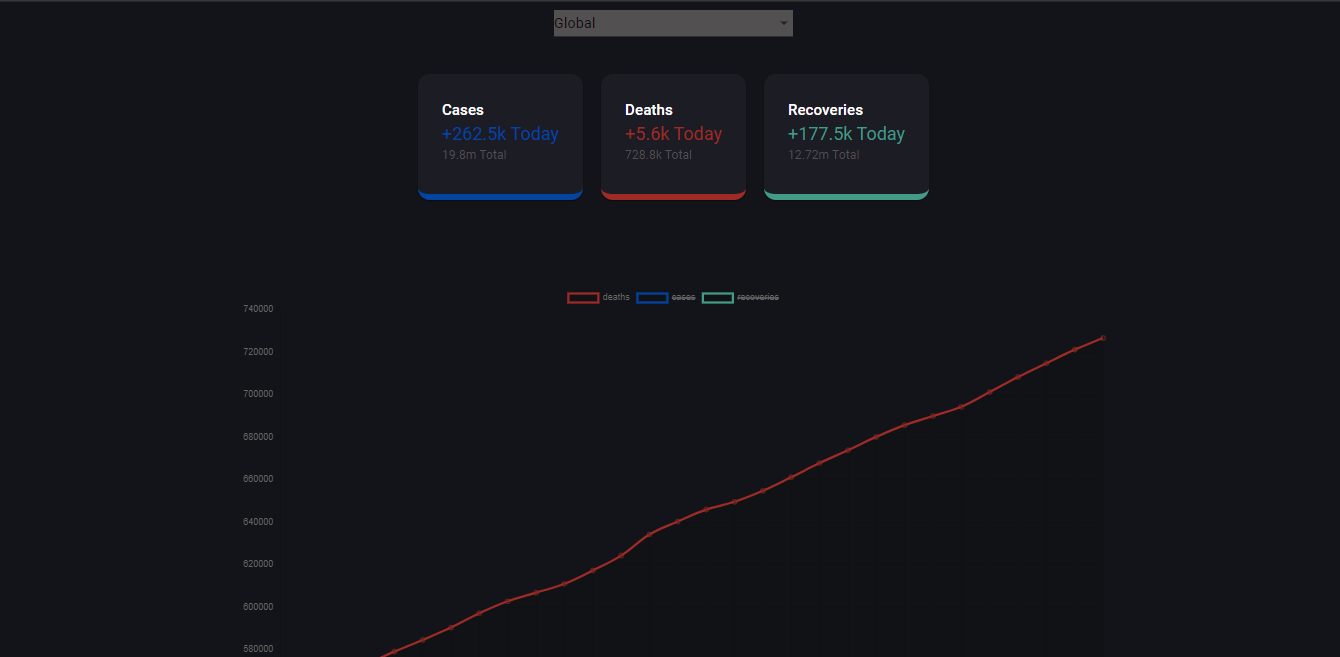 Global
Cases
+262.5k Today
19.8m Total
Deaths
+5.6k Today
728.8k Total
Recoveries
+177.5k Today
12.72m Total
deaths cases recoveries
740000
720000
700000
680000
660000
640000
620000
600000
580000